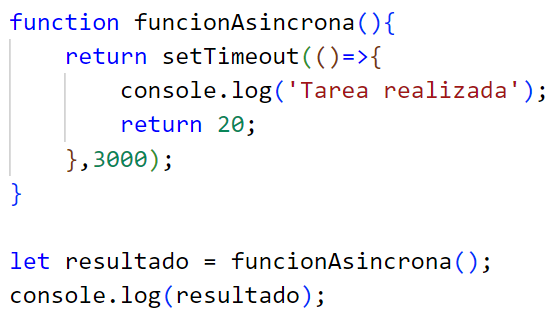 function funcionAsincrona(){
    return setTimeout(()=>{
        console.log('Tarea realizada');
        return 20;
    },3000);
}

let resultado = funcionAsincrona();
console.log(resultado);